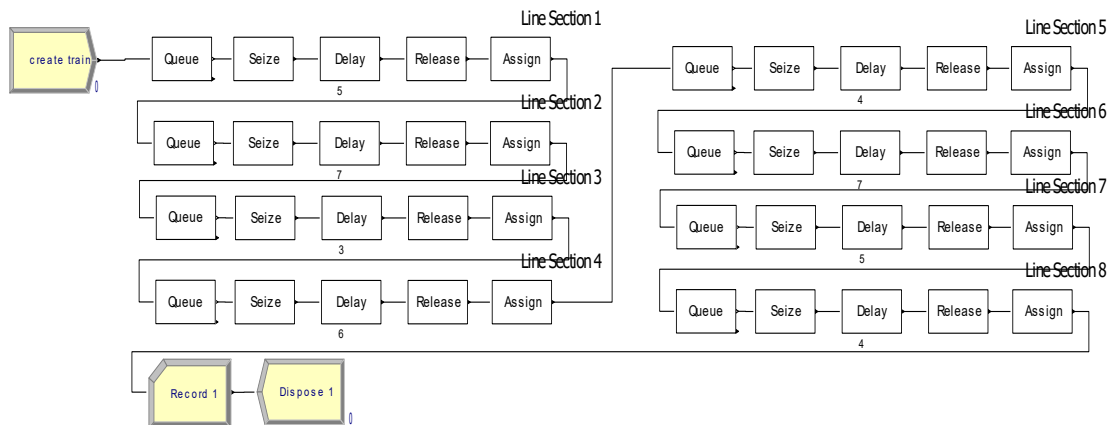 Line Section 1
create train
Queue Seize Delay Release Assign
0
5
Line Section 2
Queue Seize Delay Release Assign
7
Line Section 3
Queue Seize Delay Release Assign
3
Line Section 4
Queue Seize Delay Release Assign
6
Line Section 5
Queue Seize Delay Release Assign
4
Line Section 6
Queue Seize Delay Release Assign
7
Line Section 7
Queue Seize Delay Release Assign
5
Line Section 8
Queue Seize Delay Release Assign
4
Record 1
Dispose 1
0